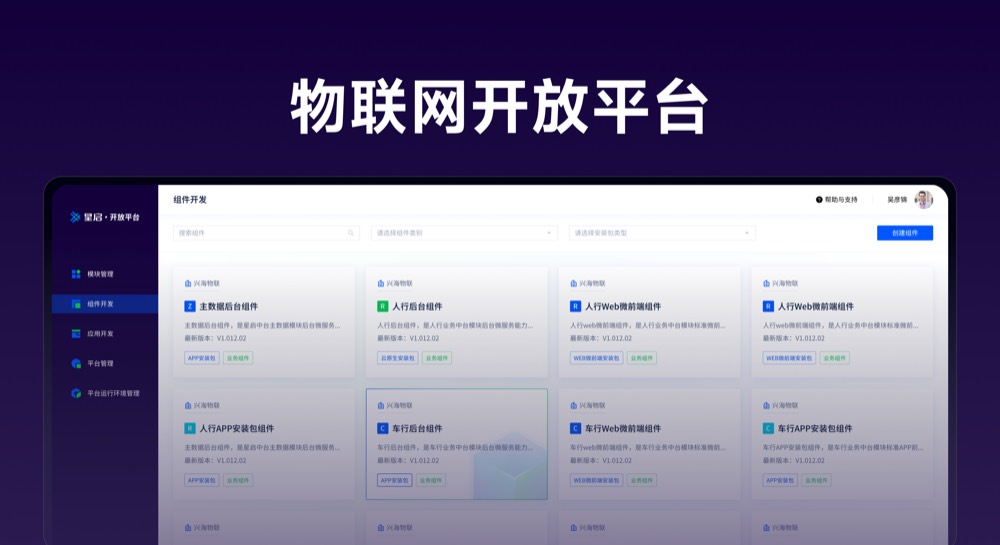 物联网开放平台
星启·开放平台
组件开发
帮助与支持
吴彦锦
搜索组件
请选择组件类别
请选择安装包类型
创建组件
模块管理
组件开发
应用开发
平台管理
平台运行环境管理
兴海物联
Z 主数据后台组件
主数据后台组件，是星启中台主数据模块后台微服务...
最新版本：V1.012.02
APP安装包 业务组件
兴海物联
R 人行后台组件
人行后台组件，是人行业务中台模块后台微服务能力...
最新版本：V1.012.02
云原生安装包 业务组件
兴海物联
R 人行Web微前端组件
人行web微前端组件，是人行业务中台模块标准微前...
最新版本：V1.012.02
WEB微前端安装包 业务组件
兴海物联
R 人行Web微前端组件
人行web微前端组件，是人行业务中台模块标准微前...
最新版本：V1.012.02
WEB微前端安装包 业务组件
兴海物联
R 人行APP安装包组件
主数据后台组件，是星启中台主数据模块后台微服务...
最新版本：V1.012.02
APP安装包 业务组件
兴海物联
C 车行后台组件
车行后台组件，是车行业务中台模块后台微服务能力...
最新版本：V1.012.02
APP安装包 业务组件
兴海物联
C 车行Web微前端组件
车行web微前端组件，是车行业务中台模块标准微前...
最新版本：V1.012.02
WEB微前端安装包 业务组件
兴海物联
C 车行APP安装包组件
车行APP安装包组件，是车行业务中台模块标准APP前...
最新版本：V1.012.02
APP安装包 业务组件
兴海物联
兴海物联
兴海物联
兴海物联